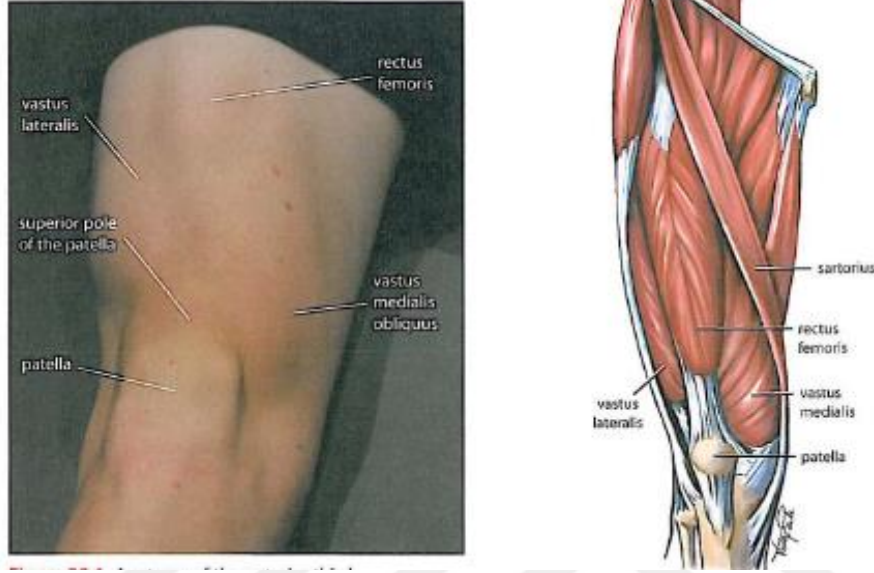 rectus
femoris
vastus
lateralis
superior pole
of the patella
vastus
medialis
obliquus
patella
sartorius
rectus
femoris
vastus
lateralis
vastus
medialis
patella